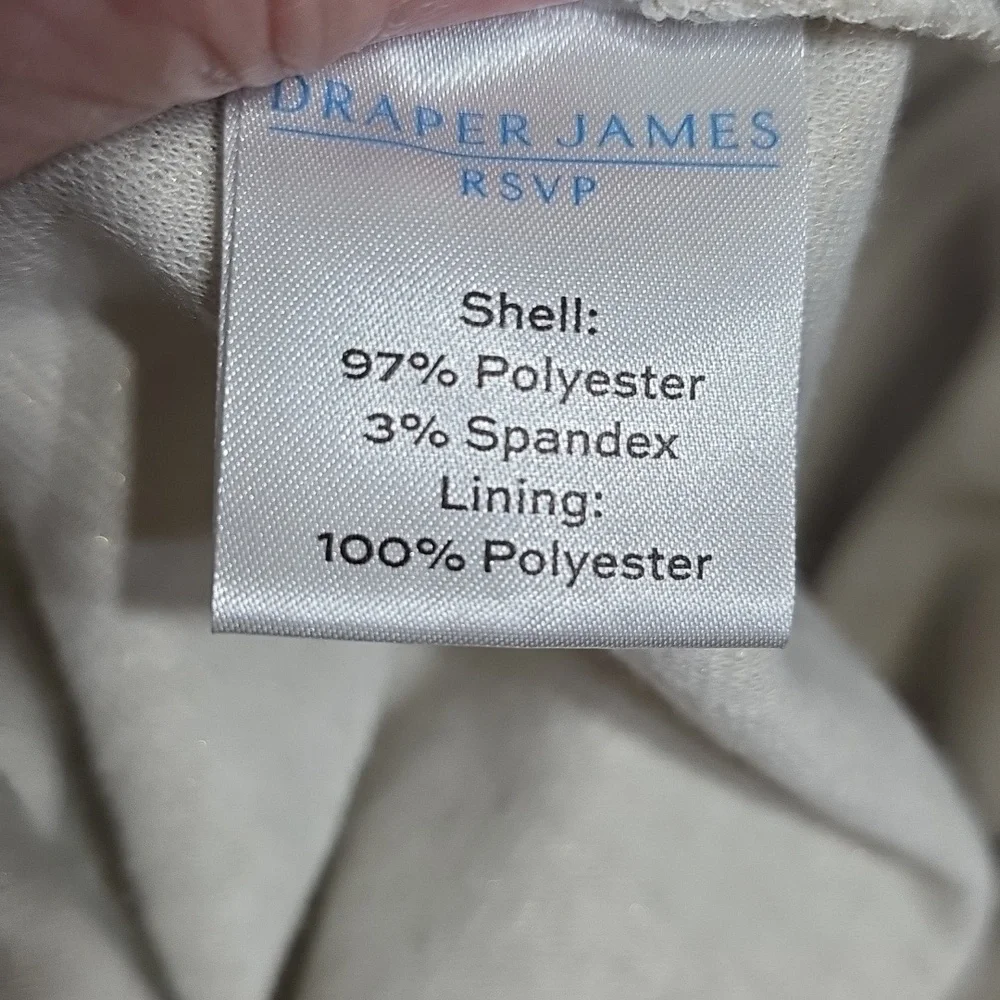 DRAPER JAMES
RSVP
Shell:
97% Polyester
3% Spandex
Lining:
100% Polyester